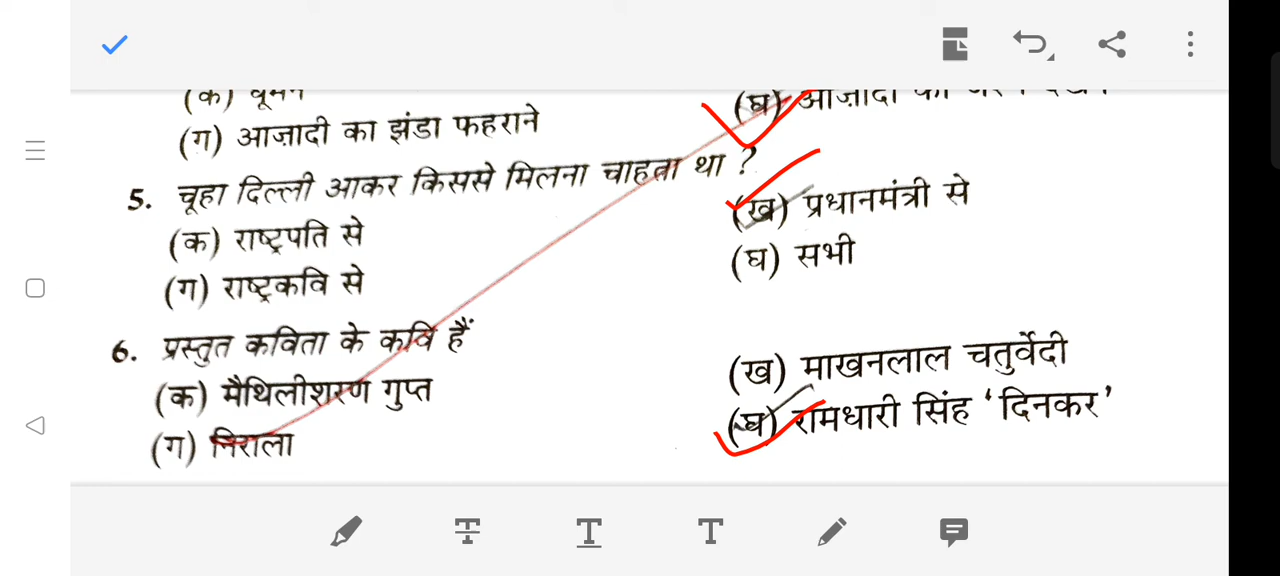 (ग) आज़ादी का झंडा फहराने
(घ) आज़ादी
5. चूहा दिल्ली आकर किससे मिलना चाहता था ?
(क) राष्ट्रपति से
(ख) प्रधानमंत्री से
(ग) राष्ट्रकवि से
(घ) सभी
6. प्रस्तुत कविता के कवि हैं
(क) मैथिलीशरण गुप्त
(ख) माखनलाल चतुर्वेदी
(ग) निराला
(घ) रामधारी सिंह ‘दिनकर’
T T T